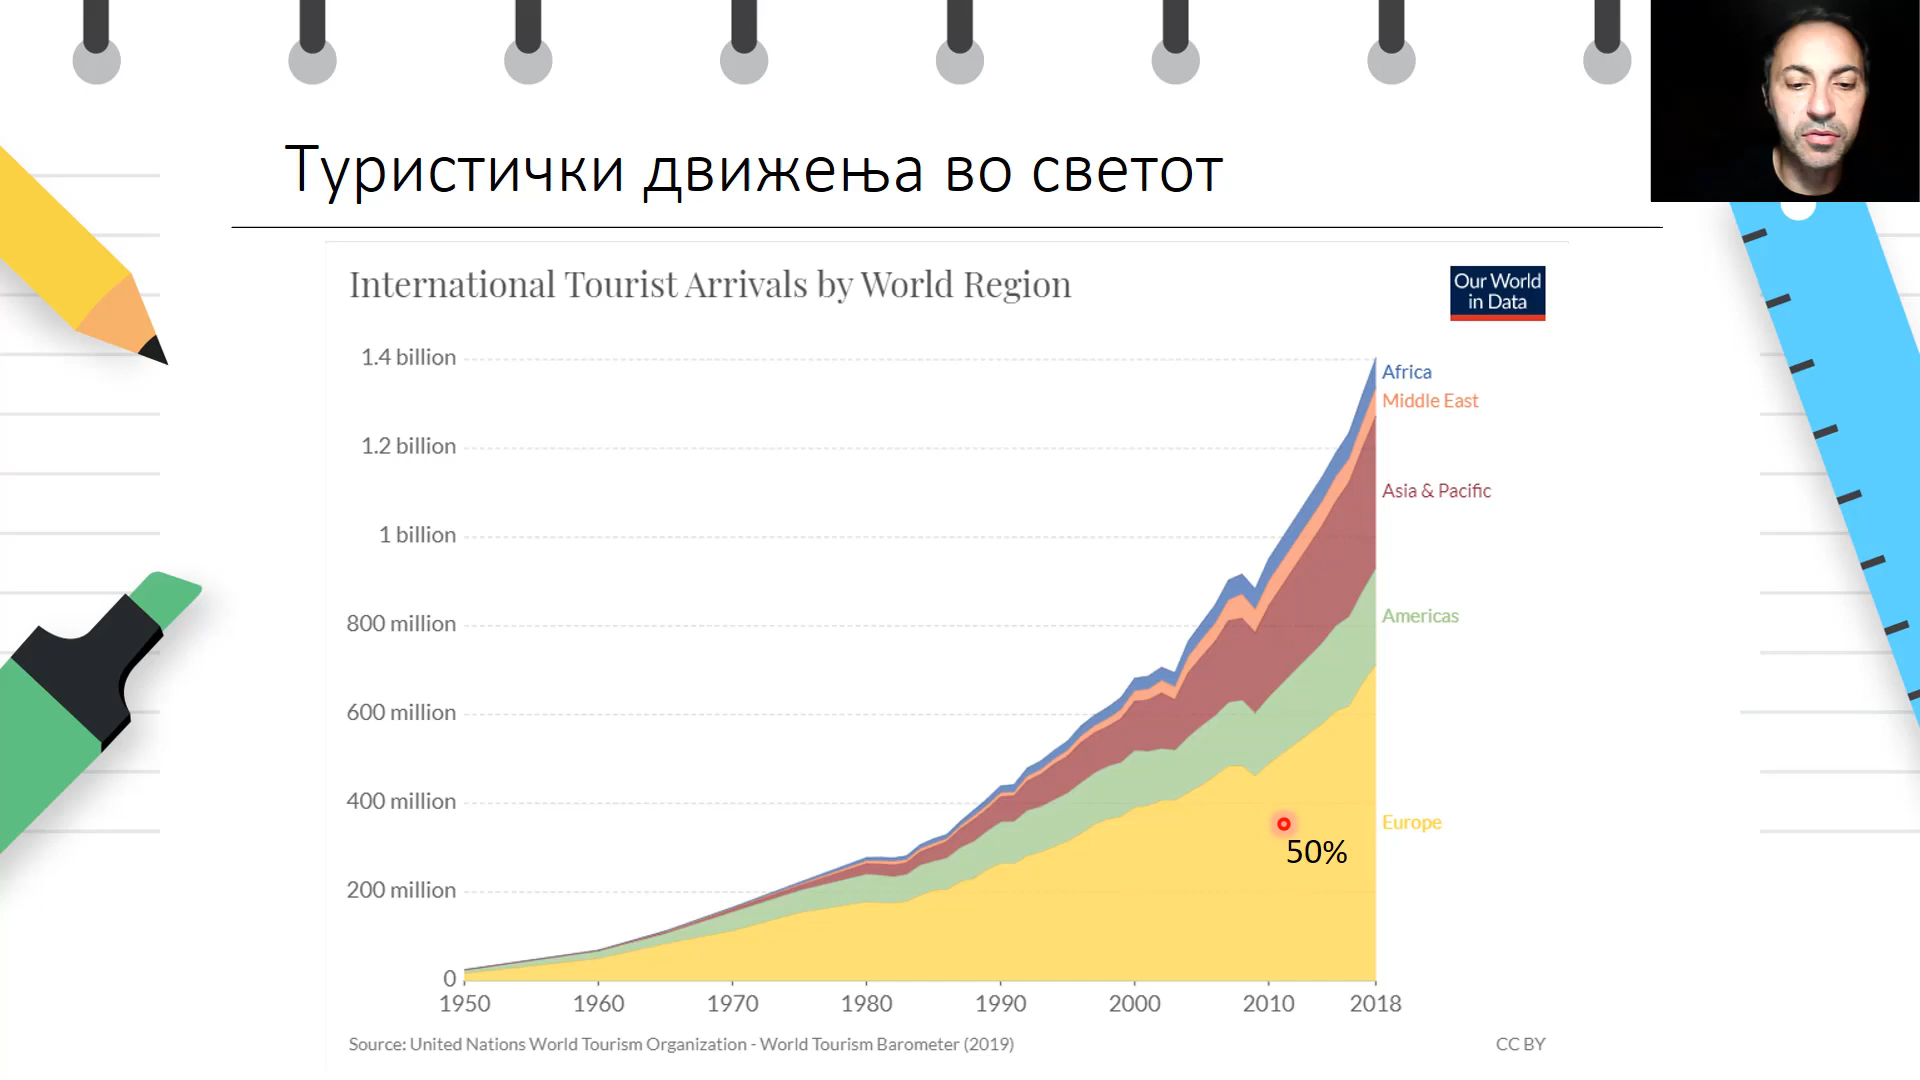 Туристички движења во светот
International Tourist Arrivals by World Region
Our World
in Data
1.4 billion
1.2 billion
1 billion
800 million
600 million
400 million
200 million
0
Africa
Middle East
Asia & Pacific
Americas
Europe
50%
1950 1960 1970 1980 1990 2000 2010 2018
Source: United Nations World Tourism Organization - World Tourism Barometer (2019)
CC BY